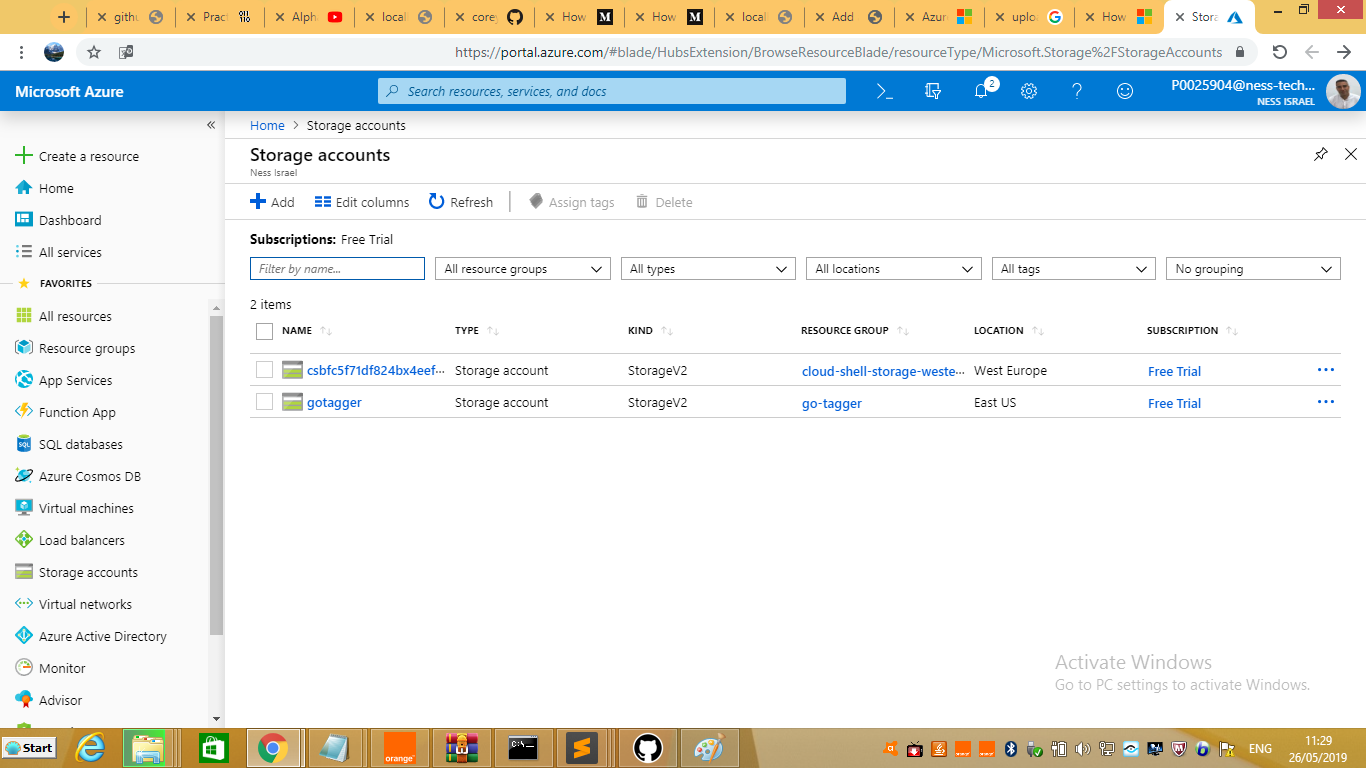 githu
Pract
Alpha
local
corey
How
How
local
Add
Azur
uploa
How
Stora
https://portal.azure.com/#blade/HubsExtension/BrowseResourceBlade/resourceType/Microsoft.Storage%2FStorageAccounts
Microsoft Azure
Search resources, services, and docs
2
P0025904@ness-tech...
NESS ISRAEL
«
Create a resource
Home
Dashboard
All services
FAVORITES
All resources
Resource groups
App Services
Function App
SQL databases
Azure Cosmos DB
Virtual machines
Load balancers
Storage accounts
Virtual networks
Azure Active Directory
Monitor
Advisor
Home > Storage accounts
Storage accounts
Ness Israel
Add
Edit columns
Refresh
Assign tags
Delete
Subscriptions: Free Trial
Filter by name...
All resource groups
All types
All locations
All tags
No grouping
2 items
NAME TYPE KIND RESOURCE GROUP LOCATION SUBSCRIPTION
csbfc5f71df824bx4eef... Storage account StorageV2 cloud-shell-storage-weste... West Europe Free Trial
gotagger Storage account StorageV2 go-tagger East US Free Trial
Activate Windows
Go to PC settings to activate Windows.
Start
orange
ENG
11:29
26/05/2019